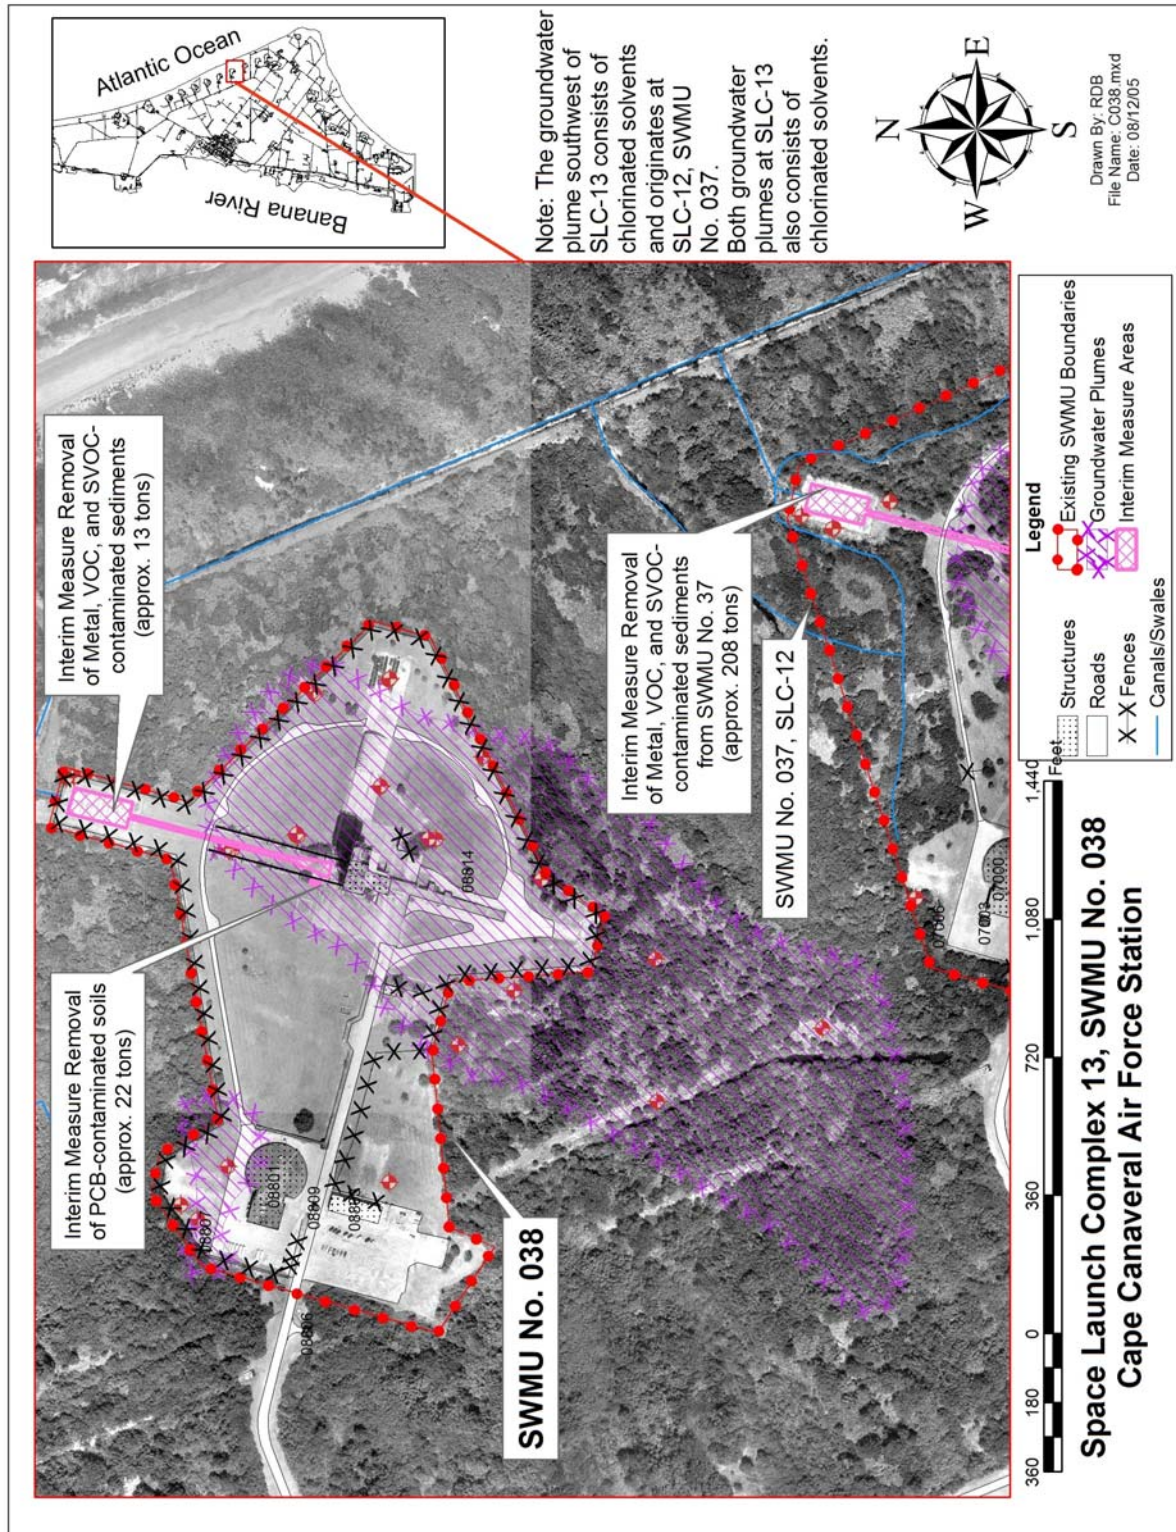 Atlantic Ocean
Banana River
Note: The groundwater
plume southwest of
SLC-13 consists of
chlorinated solvents
and originates at
SLC-12, SWMU
No. 037.
Both groundwater
plumes at SLC-13
also consists of
chlorinated solvents.
N
E
S
W
Drawn By: RDB
File Name: C038.mxd
Date: 08/12/05
Interim Measure Removal
of Metal, VOC, and SVOC-
contaminated sediments
(approx. 13 tons)
Interim Measure Removal
of PCB-contaminated soils
(approx. 22 tons)
Interim Measure Removal
of Metal, VOC, and SVOC-
contaminated sediments
from SWMU No. 37
(approx. 208 tons)
SWMU No. 037, SLC-12
SWMU No. 038
08801
08809
08806
08814
07003
07000
Legend
Structures
Roads
Fences
Canals/Swales
Existing SWMU Boundaries
Groundwater Plumes
Interim Measure Areas
360 180 0 360 720 1,080 1,440
Feet
Space Launch Complex 13, SWMU No. 038
Cape Canaveral Air Force Station